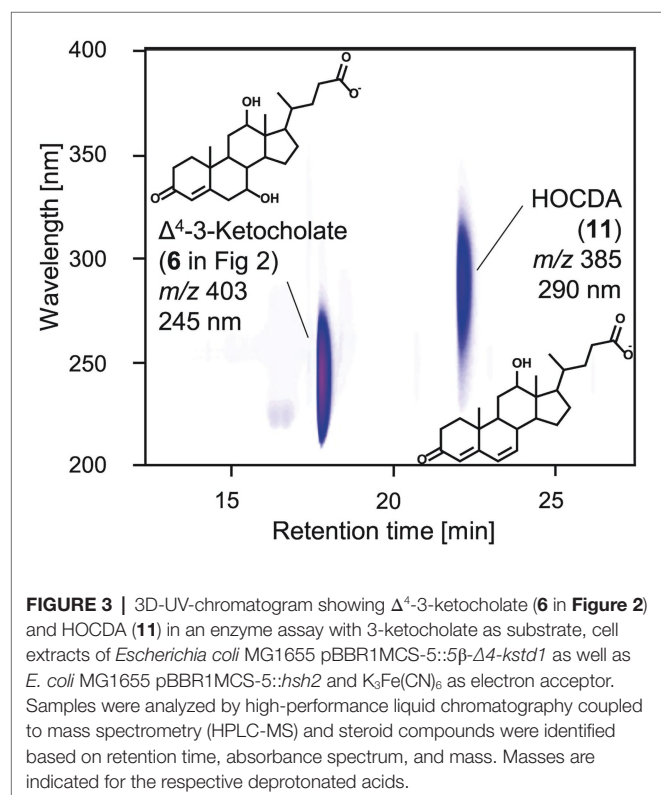 400
350
300
250
200
Wavelength [nm]
OH
O
O-
O
OH
Δ4-3-Ketocholate
(6 in Fig 2)
m/z 403
245 nm
HOCDA
(11)
m/z 385
290 nm
OH
O
O-
O
15
20
25
Retention time [min]
FIGURE 3 | 3D-UV-chromatogram showing Δ4-3-ketocholate (6 in Figure 2)
and HOCDA (11) in an enzyme assay with 3-ketocholate as substrate, cell
extracts of Escherichia coli MG1655 pBBR1MCS-5::5β-Δ4-kstd1 as well as
E. coli MG1655 pBBR1MCS-5::hsh2 and K3Fe(CN)6 as electron acceptor.
Samples were analyzed by high-performance liquid chromatography coupled
to mass spectrometry (HPLC-MS) and steroid compounds were identified
based on retention time, absorbance spectrum, and mass. Masses are
indicated for the respective deprotonated acids.